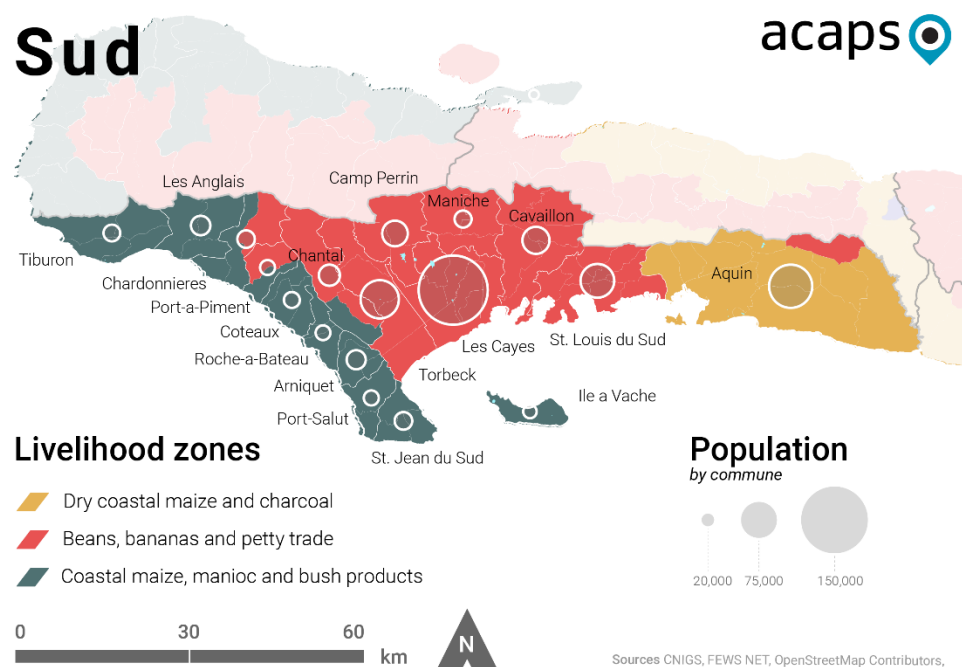 Sud
acaps
Les Anglais
Camp Perrin
Maniche
Cavaillon
Tiburon
Chantal
Aquin
Chardonnieres
Port-a-Piment
Coteaux
Roche-a-Bateau
Arniquet
Port-Salut
St. Jean du Sud
Torbeck
Les Cayes
St. Louis du Sud
Ile a Vache
Livelihood zones
Dry coastal maize and charcoal
Beans, bananas and petty trade
Coastal maize, manioc and bush products
Population
by commune
20,000 75,000 150,000
0 30 60
km
N
Sources CNIGS, FEWS NET, OpenStreetMap Contributors,